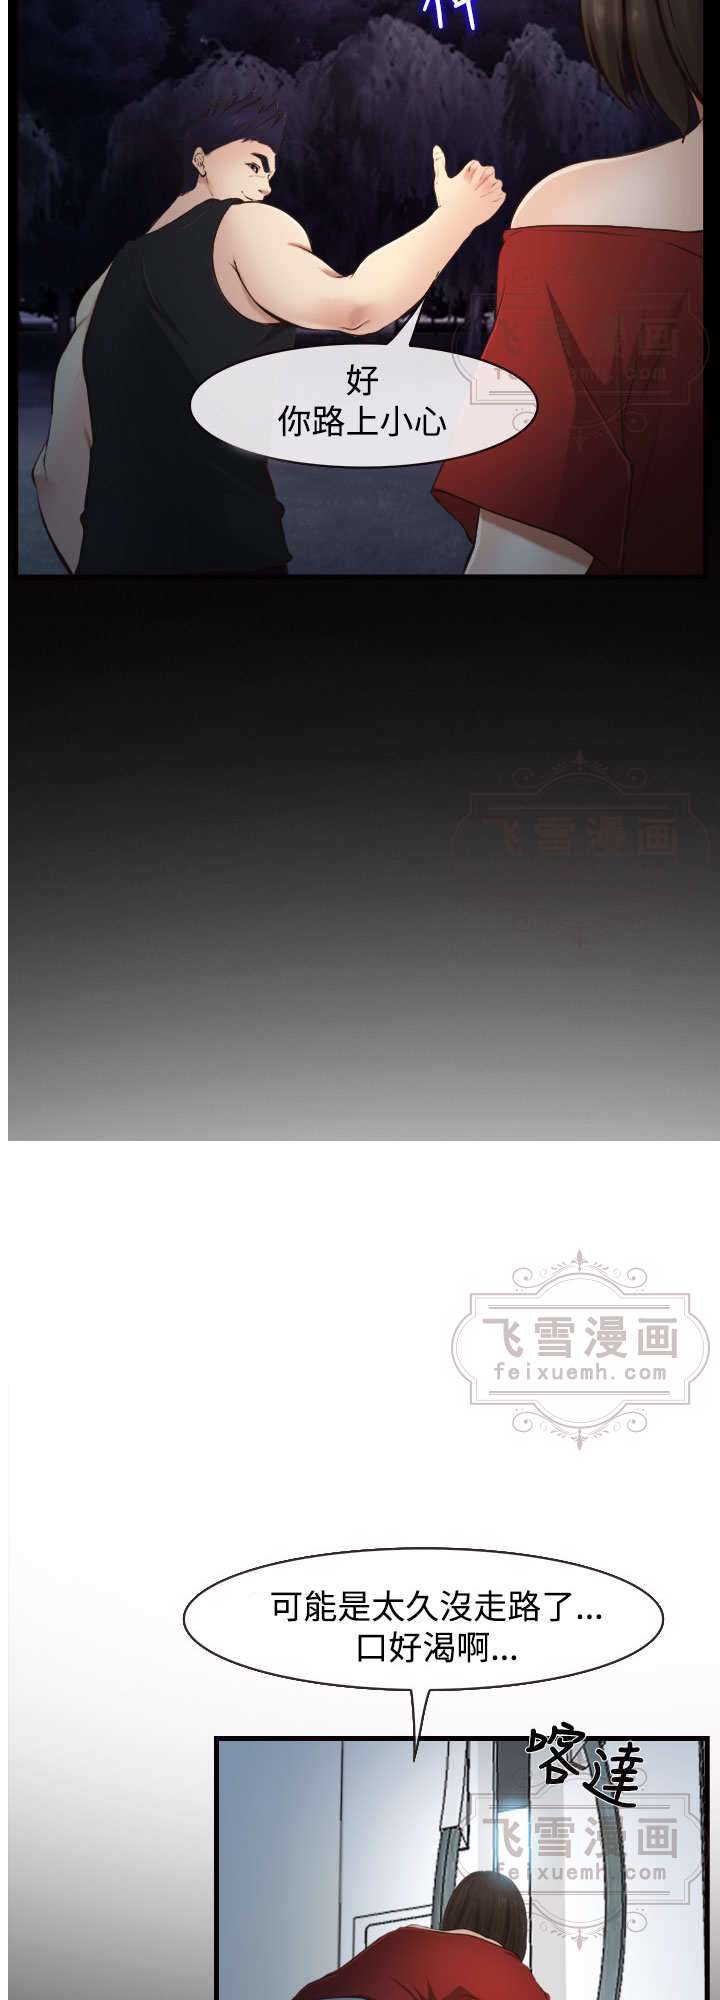 飞雪漫画
feixuemh.com
好
你路上小心
飞雪漫画
飞雪漫画
feixuemh.com
可能是太久沒走路了...
口好渴啊...
喀達
飞雪漫画
feixuemh.com